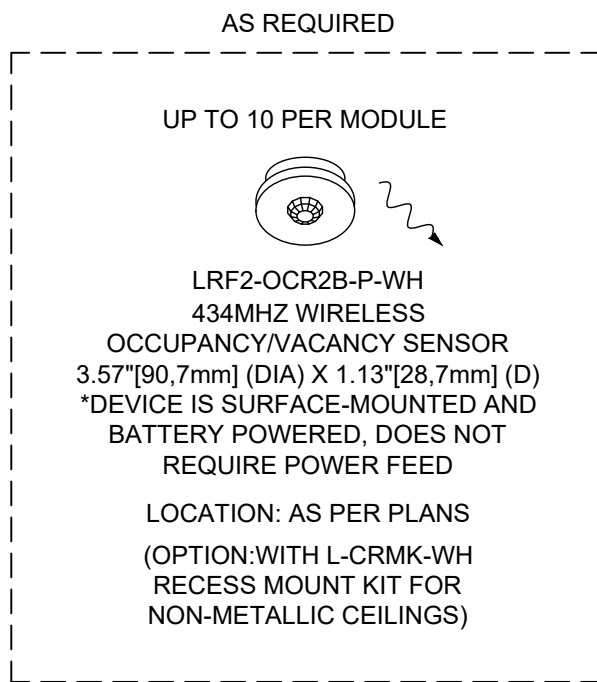 AS REQUIRED
UP TO 10 PER MODULE
LRF2-OCR2B-P-WH
434MHZ WIRELESS
OCCUPANCY/VACANCY SENSOR
3.57"[90,7mm] (DIA) X 1.13"[28,7mm] (D)
*DEVICE IS SURFACE-MOUNTED AND
BATTERY POWERED, DOES NOT
REQUIRE POWER FEED
LOCATION: AS PER PLANS
(OPTION:WITH L-CRMK-WH
RECESS MOUNT KIT FOR
NON-METALLIC CEILINGS)